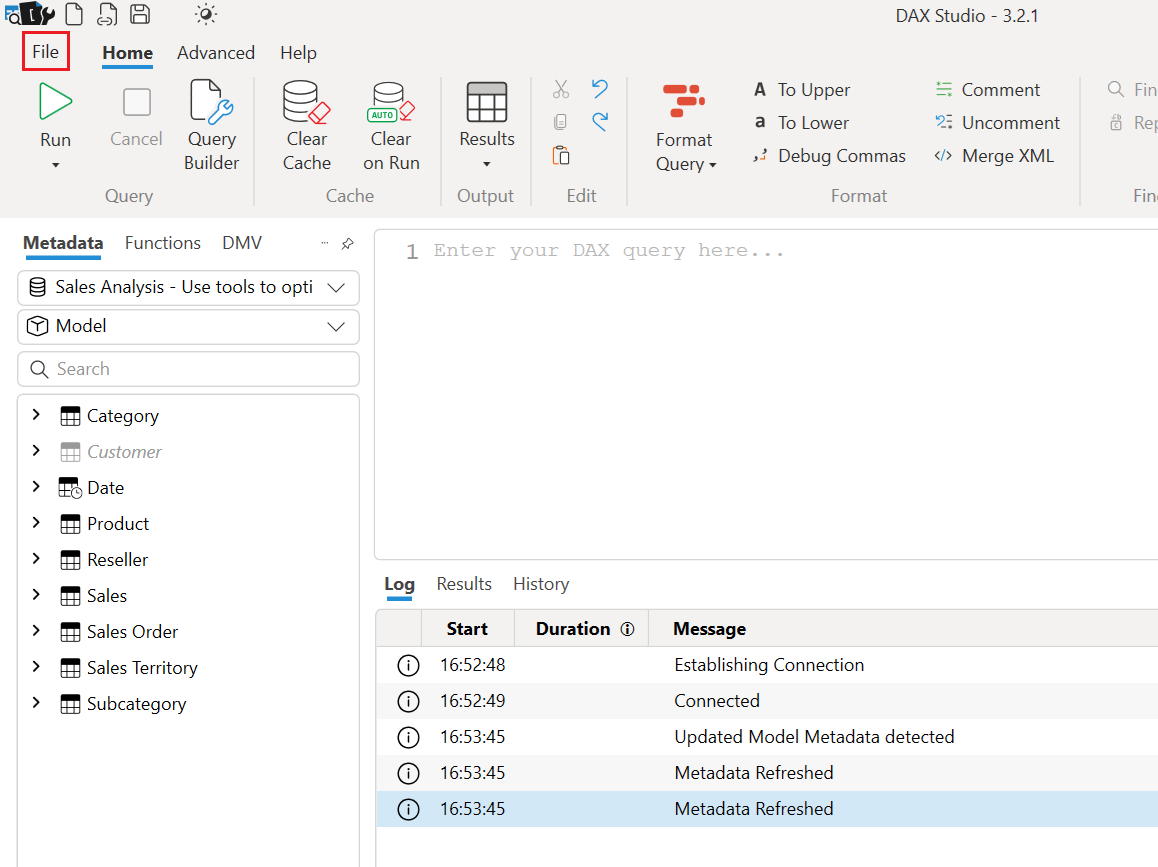 DAX Studio - 3.2.1
File Home Advanced Help
Run
Cancel
Query Builder
Clear Cache
AUTO
Clear on Run
Results
Format Query
A To Upper
a To Lower
Debug Commas
Comment
Uncomment
Merge XML
Fin
Rep
Query Cache Output Edit Format Fin
Metadata Functions DMV
Sales Analysis - Use tools to opti
Model
Search
Category
Customer
Date
Product
Reseller
Sales
Sales Order
Sales Territory
Subcategory
1 Enter your DAX query here...
Log Results History
Start Duration Message
16:52:48 Establishing Connection
16:52:49 Connected
16:53:45 Updated Model Metadata detected
16:53:45 Metadata Refreshed
16:53:45 Metadata Refreshed